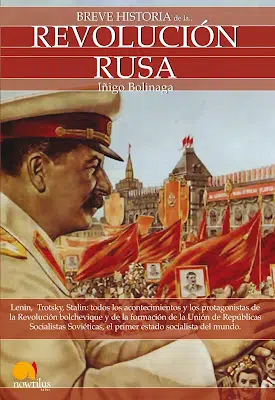 BREVE HISTORIA de la...
REVOLUCIÓN
RUSA
Iñigo Bolinaga
Lenin, Trotsky, Stalin: todos los acontecimientos y los protagonistas de
la Revolución bolchevique y de la formación de la Unión de Repúblicas
Socialistas Soviéticas, el primer estado socialista del mundo.
nowtilus